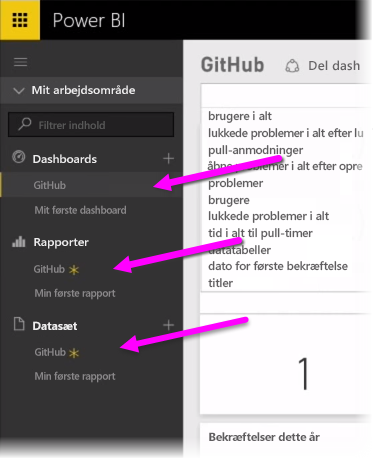 Power BI
Mit arbejdsområde
Filtrer indhold
Dashboards
GitHub
Mit første dashboard
Rapporter
GitHub
Min første rapport
Datasæt
GitHub
Min første rapport
GitHub Del dash
brugere i alt
lukkede problemer i alt efter lu
pull-anmodninger
åbne problemer i alt efter opre
problemer
brugere
lukkede problemer i alt
tid i alt til pull-timer
datatabeller
dato for første bekræftelse
titler
1
Bekræftelser dette år